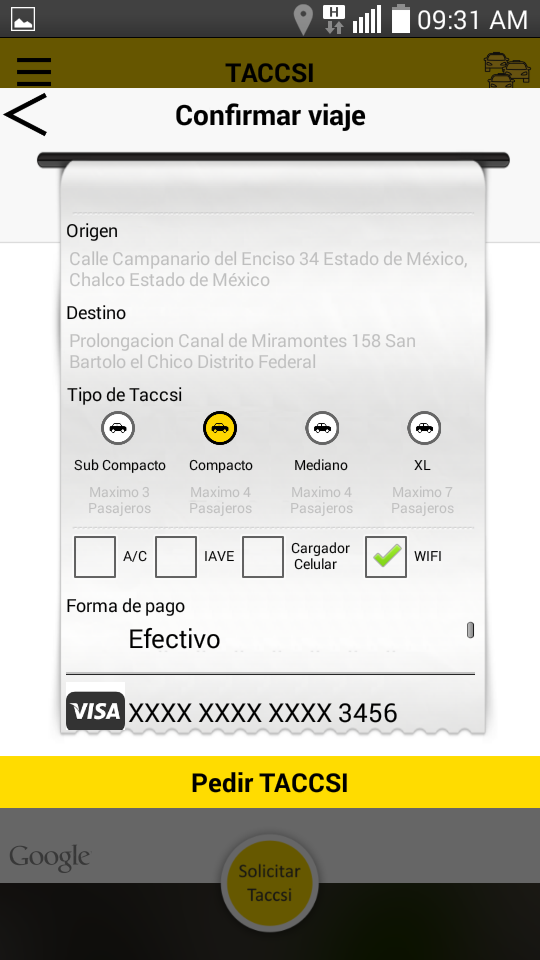 H
09:31 AM
TACCSI
Confirmar viaje
Origen
Calle Campanario del Enciso 34 Estado de México,
Chalco Estado de México
Destino
Prolongacion Canal de Miramontes 158 San
Bartolo el Chico Distrito Federal
Tipo de Taccsi
Sub Compacto Compacto Mediano XL
Maximo 3 Maximo 4 Maximo 4 Maximo 7
Pasajeros Pasajeros Pasajeros Pasajeros
A/C IAVE Cargador Celular WIFI
Forma de pago
Efectivo
VISA XXXX XXXX XXXX 3456
Pedir TACCSI
Google
Solicitar
Taccsi